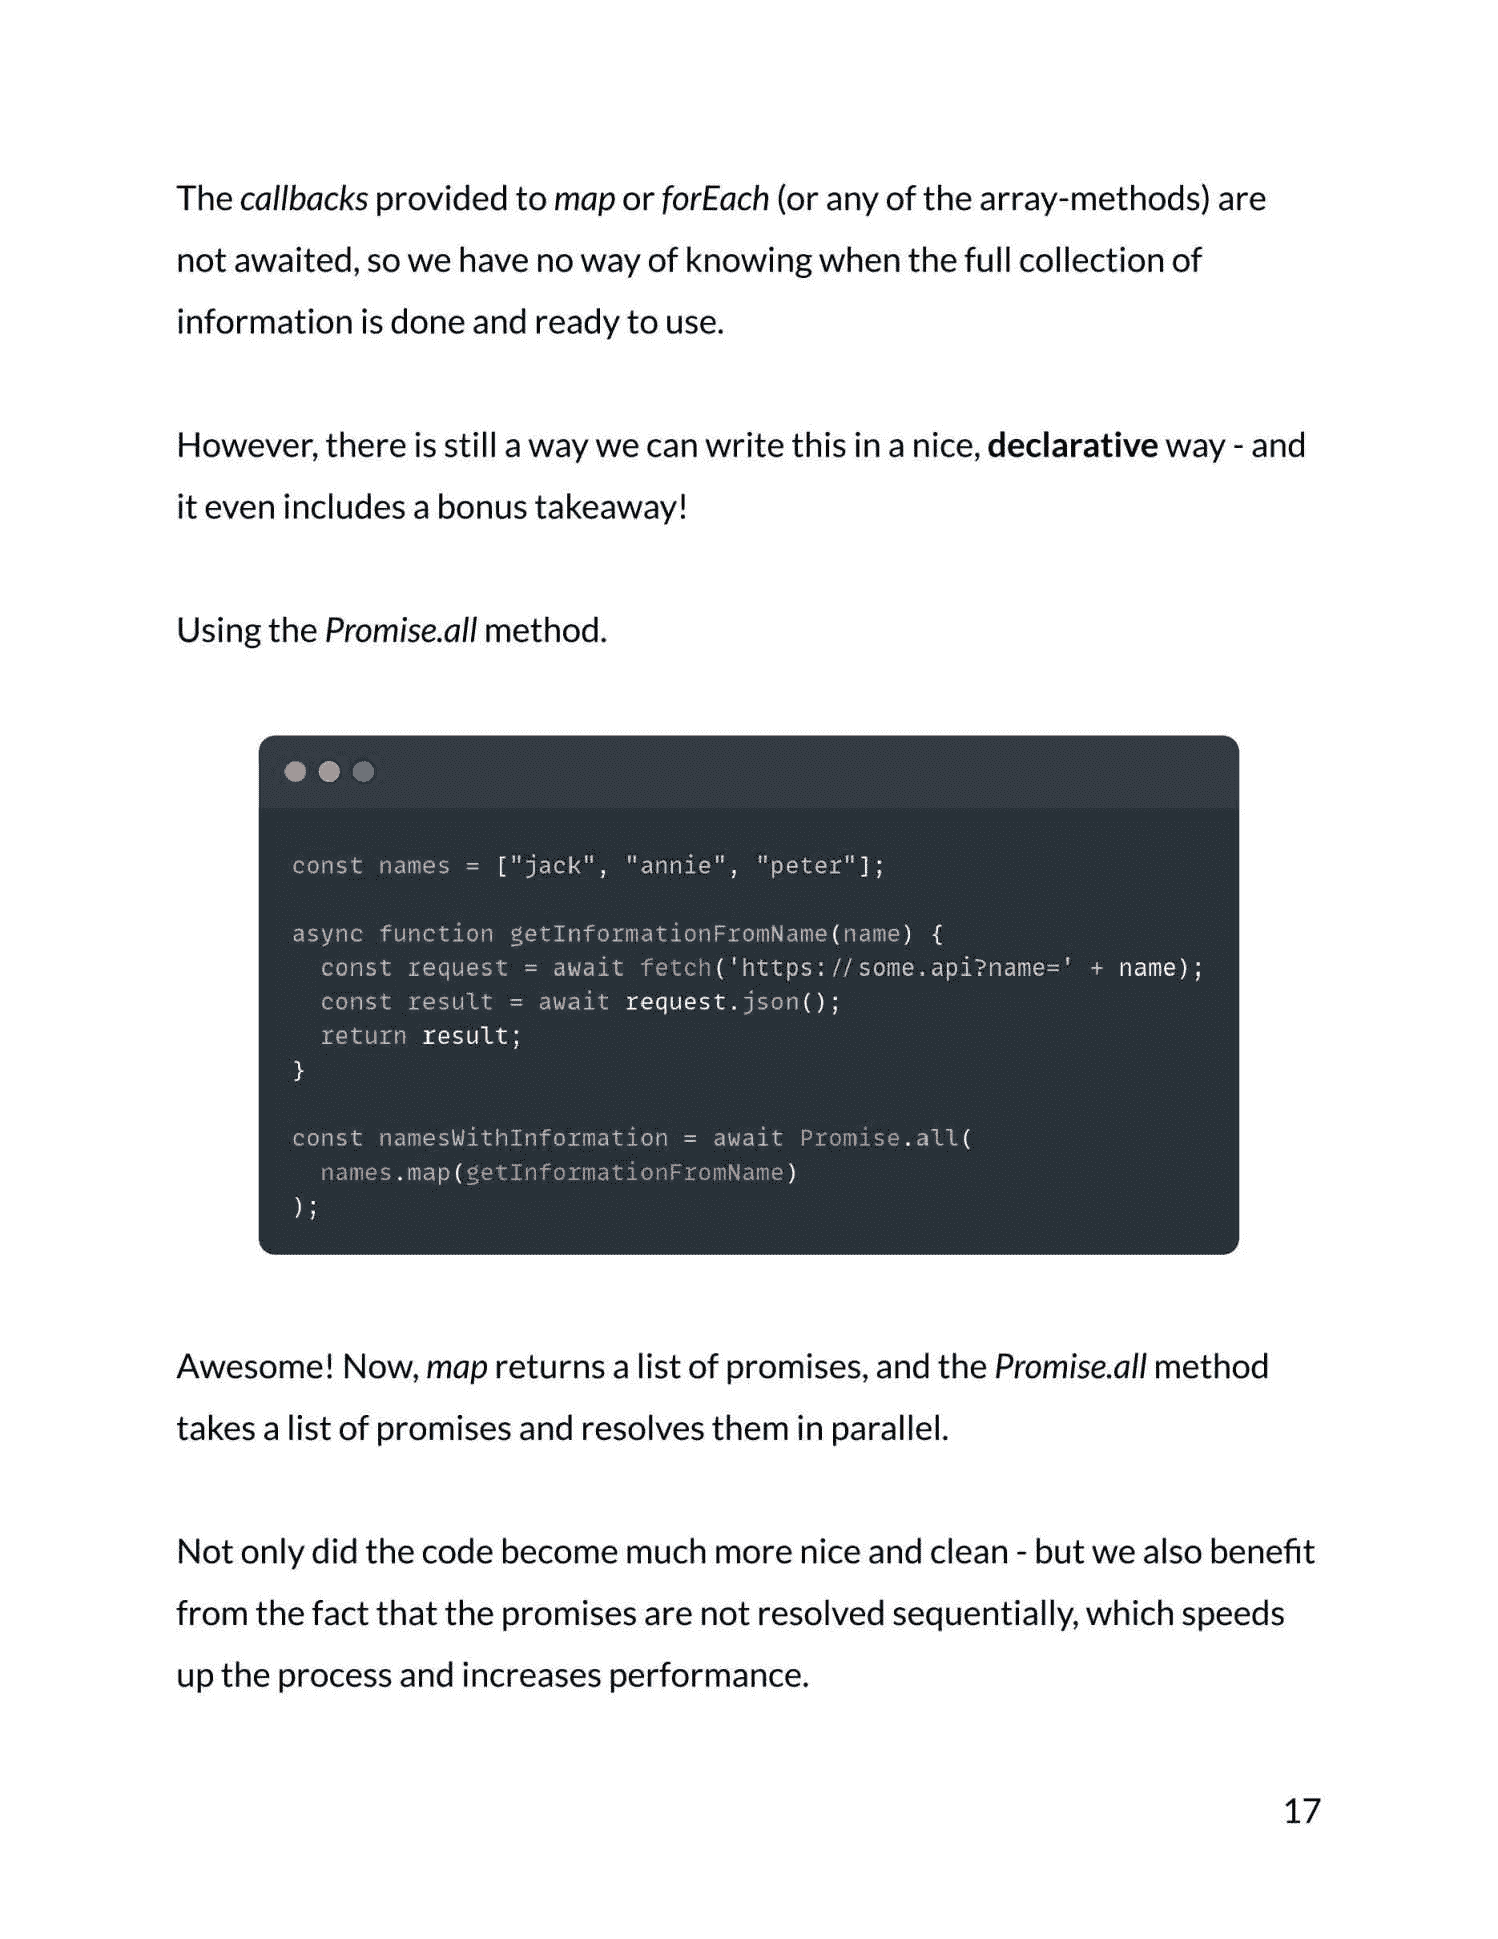 The callbacks provided to map or forEach (or any of the array-methods) are
not awaited, so we have no way of knowing when the full collection of
information is done and ready to use.
However, there is still a way we can write this in a nice, declarative way - and
it even includes a bonus takeaway!
Using the Promise.all method.
const names = ["jack", "annie", "peter"];
async function getInformationFromName(name) {
  const request = await fetch('https://some.api?name=' + name);
  const result = await request.json();
  return result;
}
const namesWithInformation = await Promise.all(
  names.map(getInformationFromName)
);
Awesome! Now, map returns a list of promises, and the Promise.all method
takes a list of promises and resolves them in parallel.
Not only did the code become much more nice and clean - but we also benefit
from the fact that the promises are not resolved sequentially, which speeds
up the process and increases performance.
17